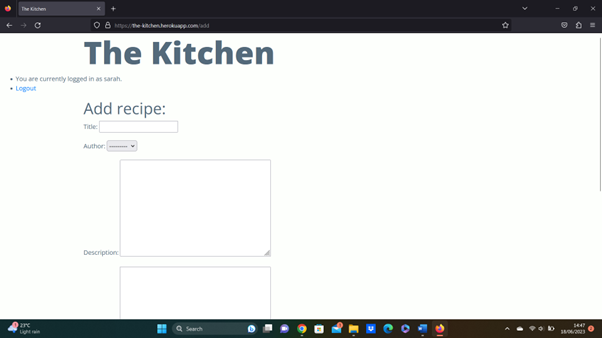 The Kitchen
https://the-kitchen.herokuapp.com/add
The Kitchen
You are currently logged in as sarah.
Logout
Add recipe:
Title:
Author: ---------
Description:
23°C
Light rain
Search
14:47
18/06/2023